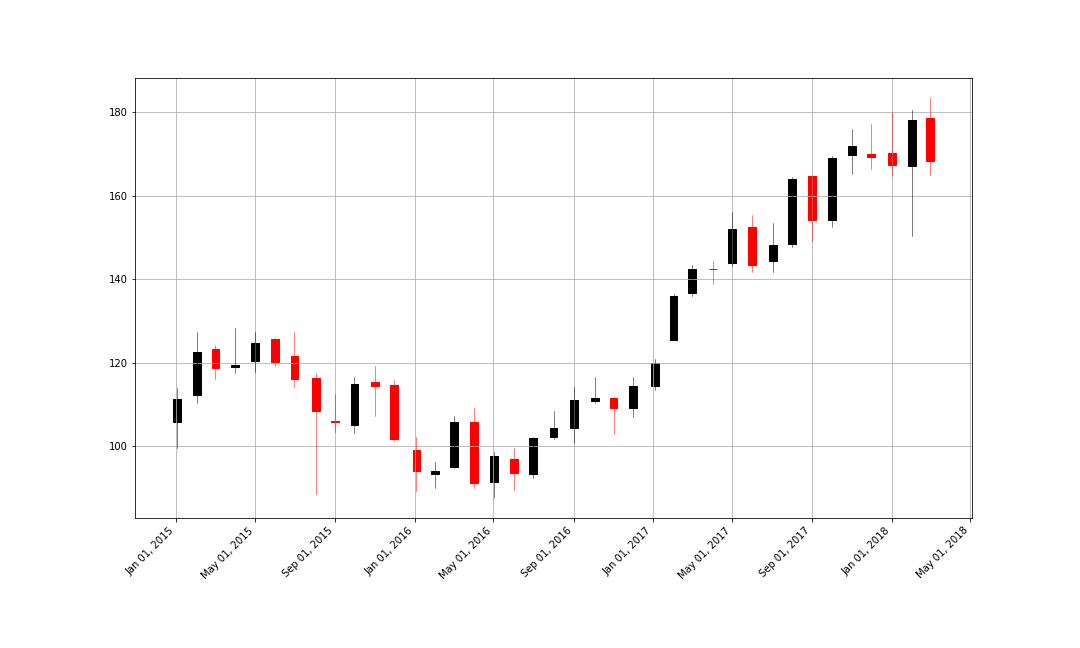 180
160
140
120
100
Jan 01, 2015
May 01, 2015
Sep 01, 2015
Jan 01, 2016
May 01, 2016
Sep 01, 2016
Jan 01, 2017
May 01, 2017
Sep 01, 2017
Jan 01, 2018
May 01, 2018